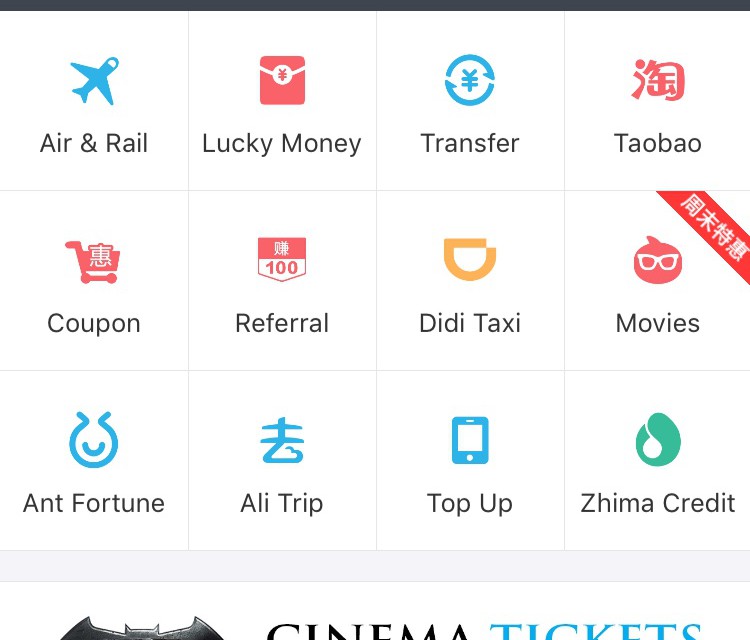 ¥
¥
淘
Air & Rail
Lucky Money
Transfer
Taobao
周末特惠
惠
赚
100
Coupon
Referral
Didi Taxi
Movies
去
Ant Fortune
Ali Trip
Top Up
Zhima Credit
CINEMA TICKETS